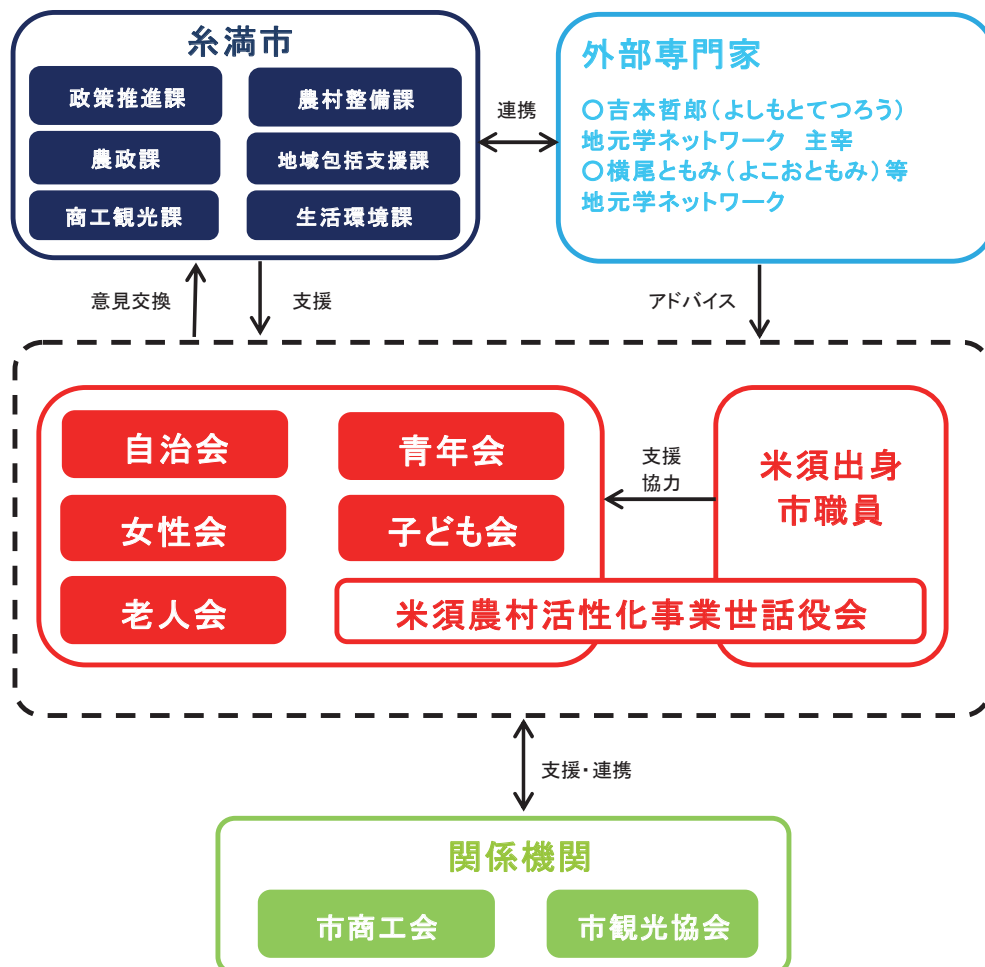 糸満市
政策推進課
農村整備課
農政課
地域包括支援課
商工観光課
生活環境課
連携
外部専門家
○吉本哲郎(よしもとてつろう)
地元学ネットワーク 主宰
○横尾ともみ(よこおともみ)等
地元学ネットワーク
意見交換
支援
アドバイス
自治会
青年会
女性会
子ども会
老人会
米須農村活性化事業世話役会
支援
協力
米須出身
市職員
支援・連携
関係機関
市商工会
市観光協会